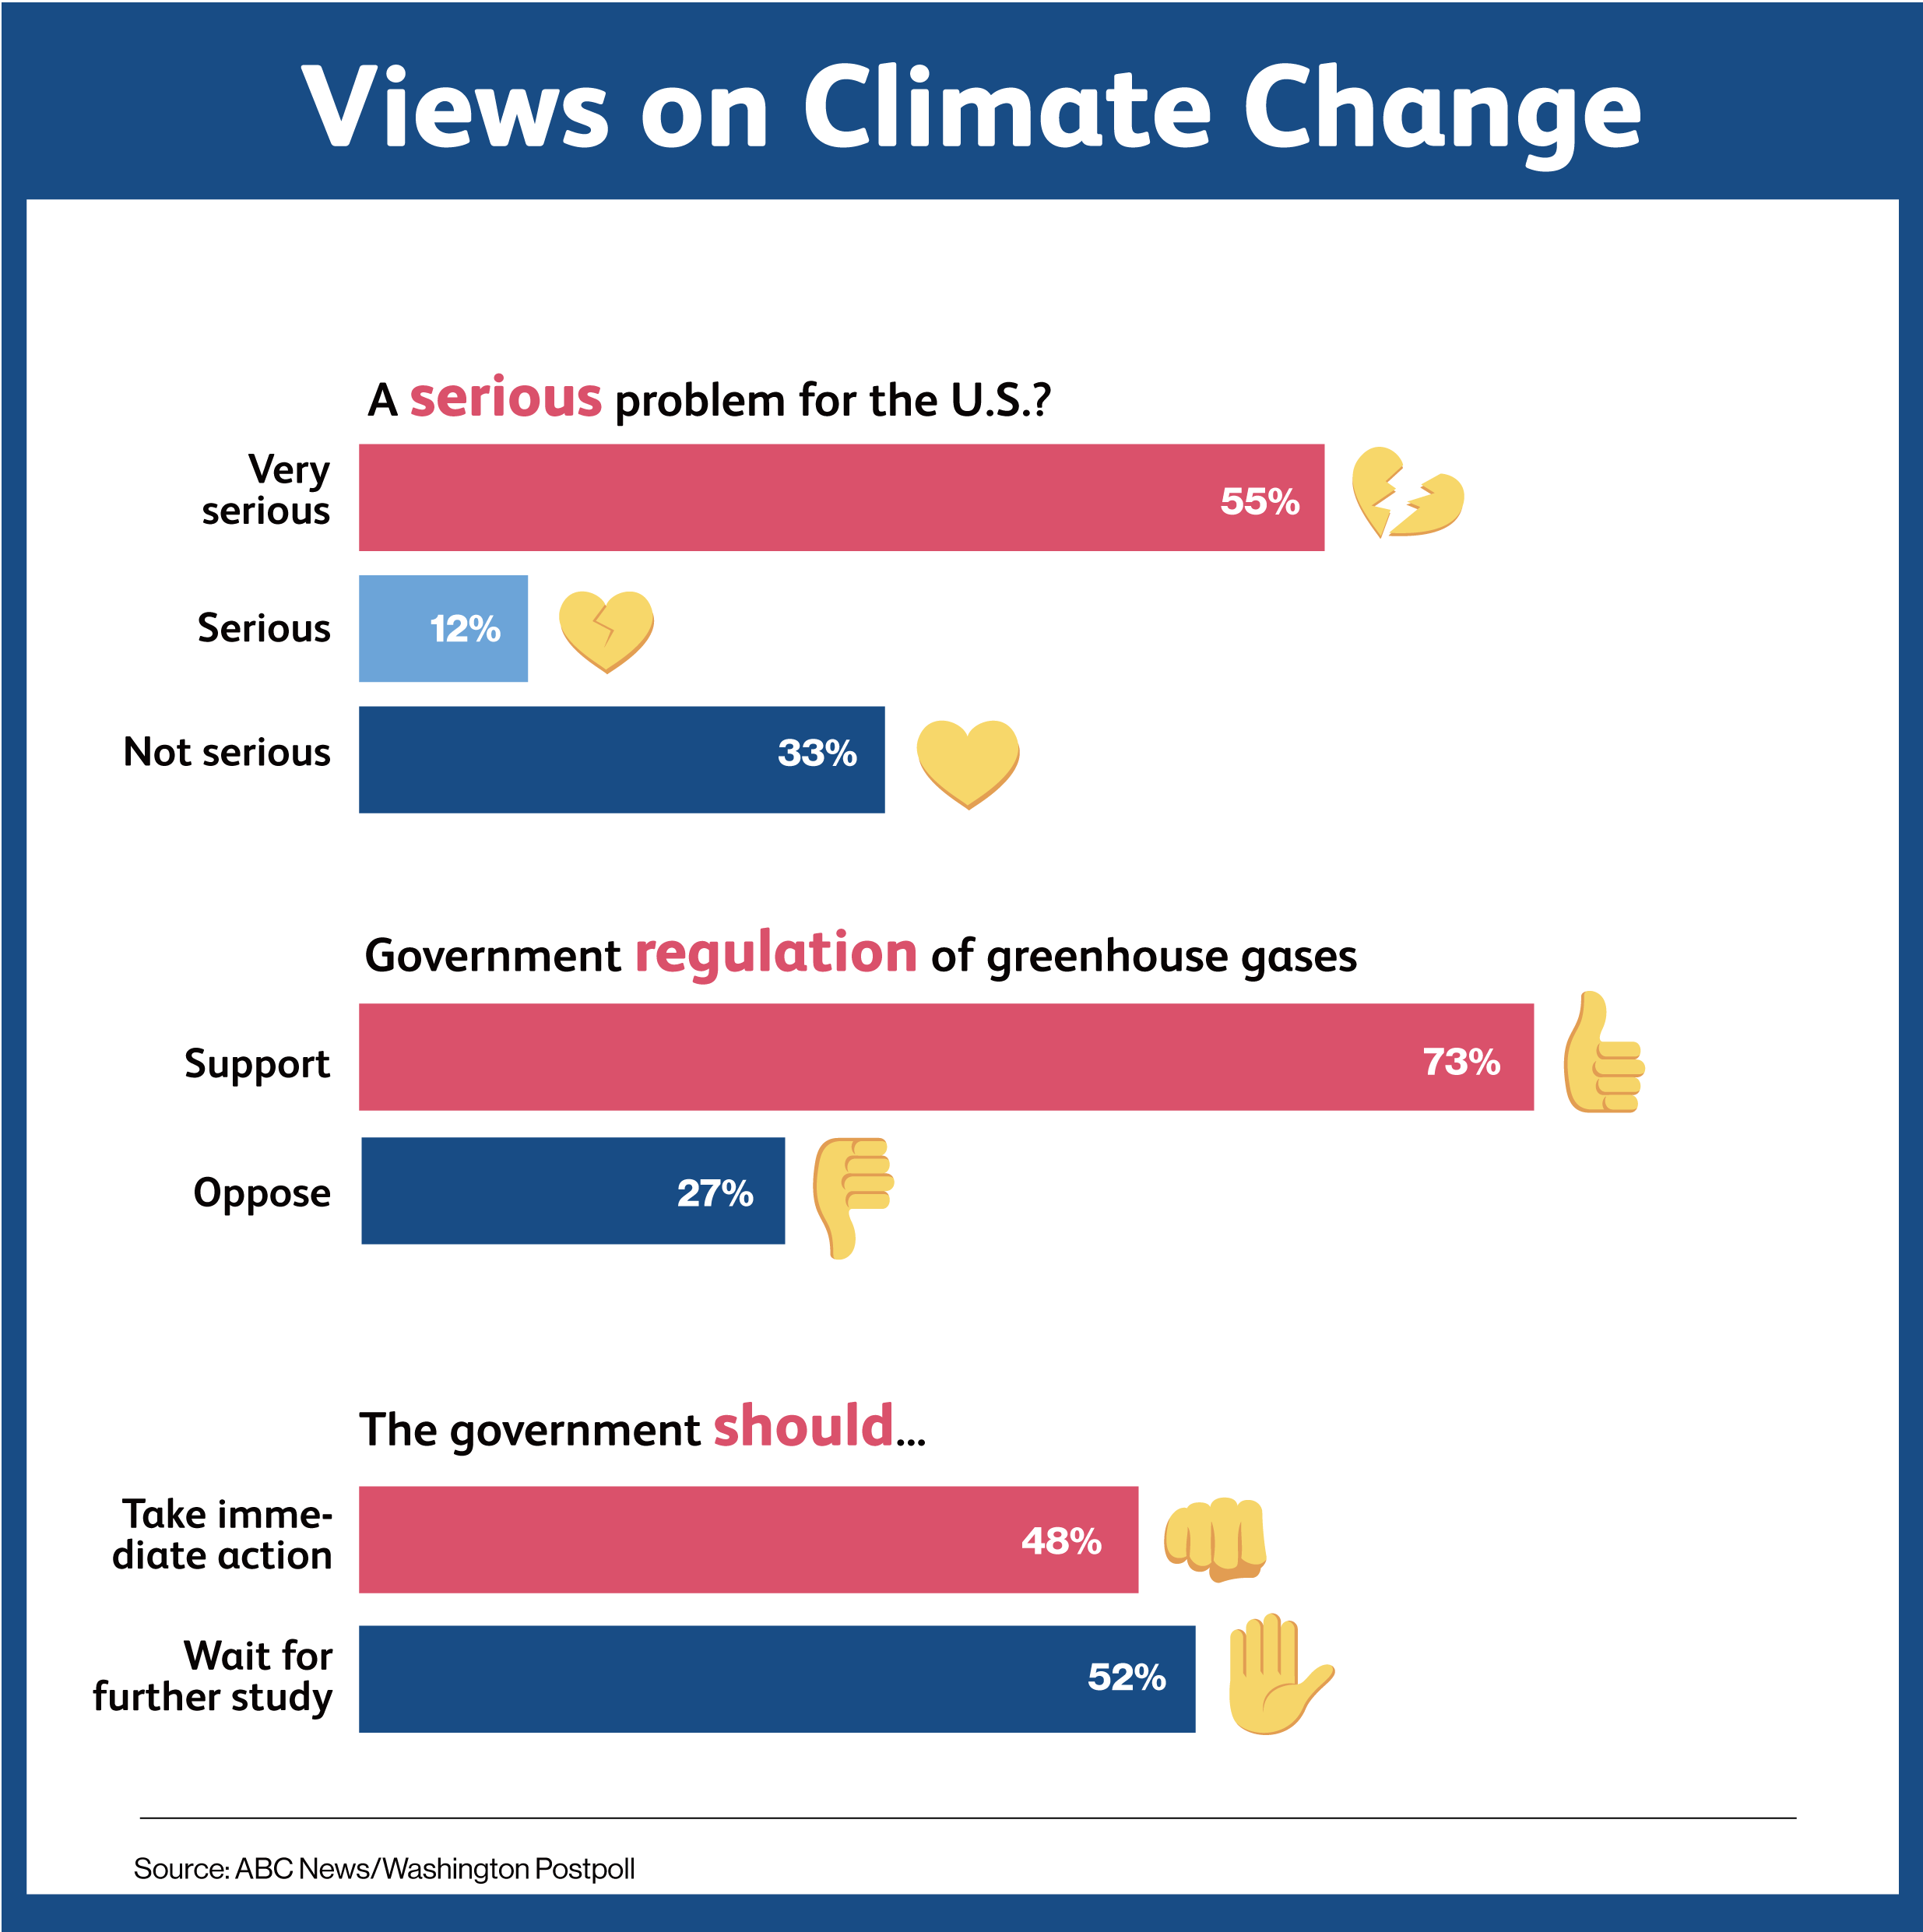 Views on Climate Change
A serious problem for the U.S.?
Very
serious
55%
Serious
12%
Not serious
33%
Government regulation of greenhouse gases
Support
73%
Oppose
27%
The government should...
Take imme-
diate action
48%
Wait for
further study
52%
Source: ABC News/Washington Postpoll